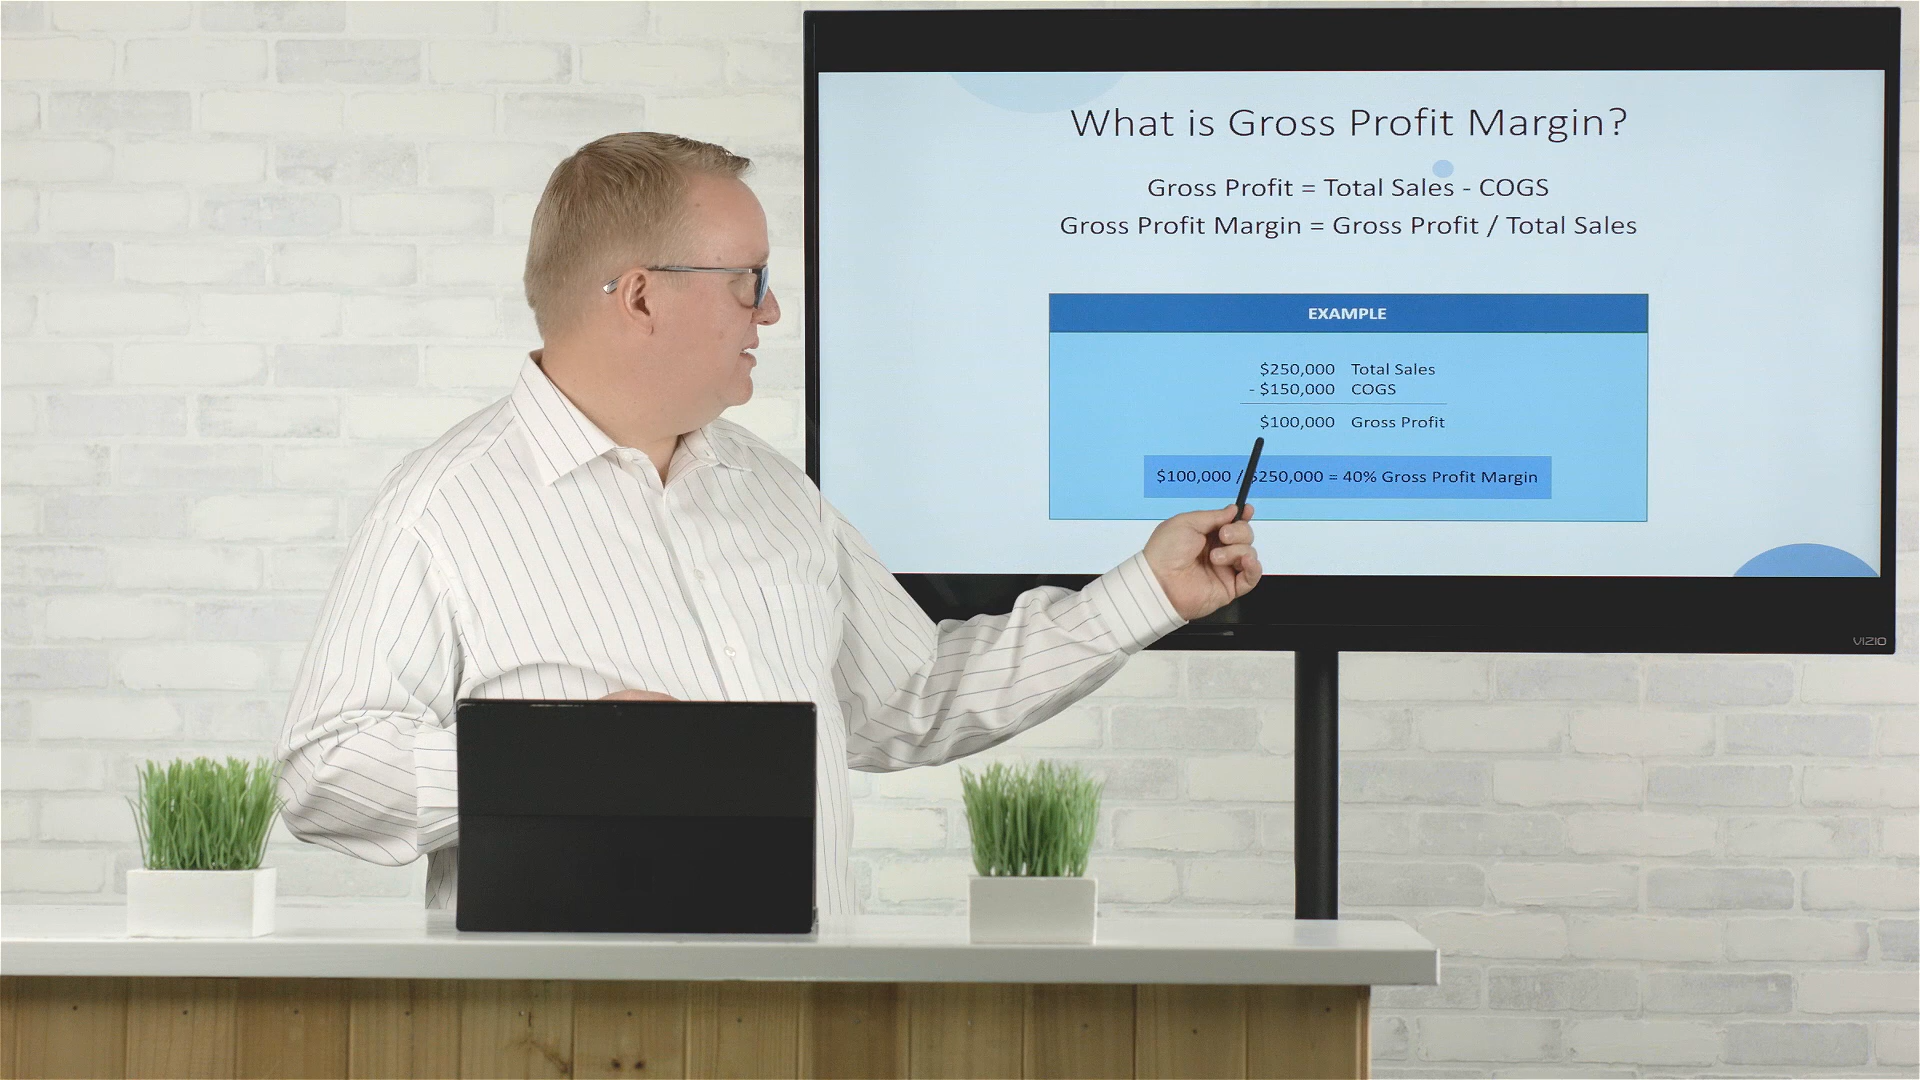 What is Gross Profit Margin?
Gross Profit = Total Sales - COGS
Gross Profit Margin = Gross Profit / Total Sales
EXAMPLE
$250,000 Total Sales
- $150,000 COGS
$100,000 Gross Profit
$100,000 / $250,000 = 40% Gross Profit Margin
VIZIO